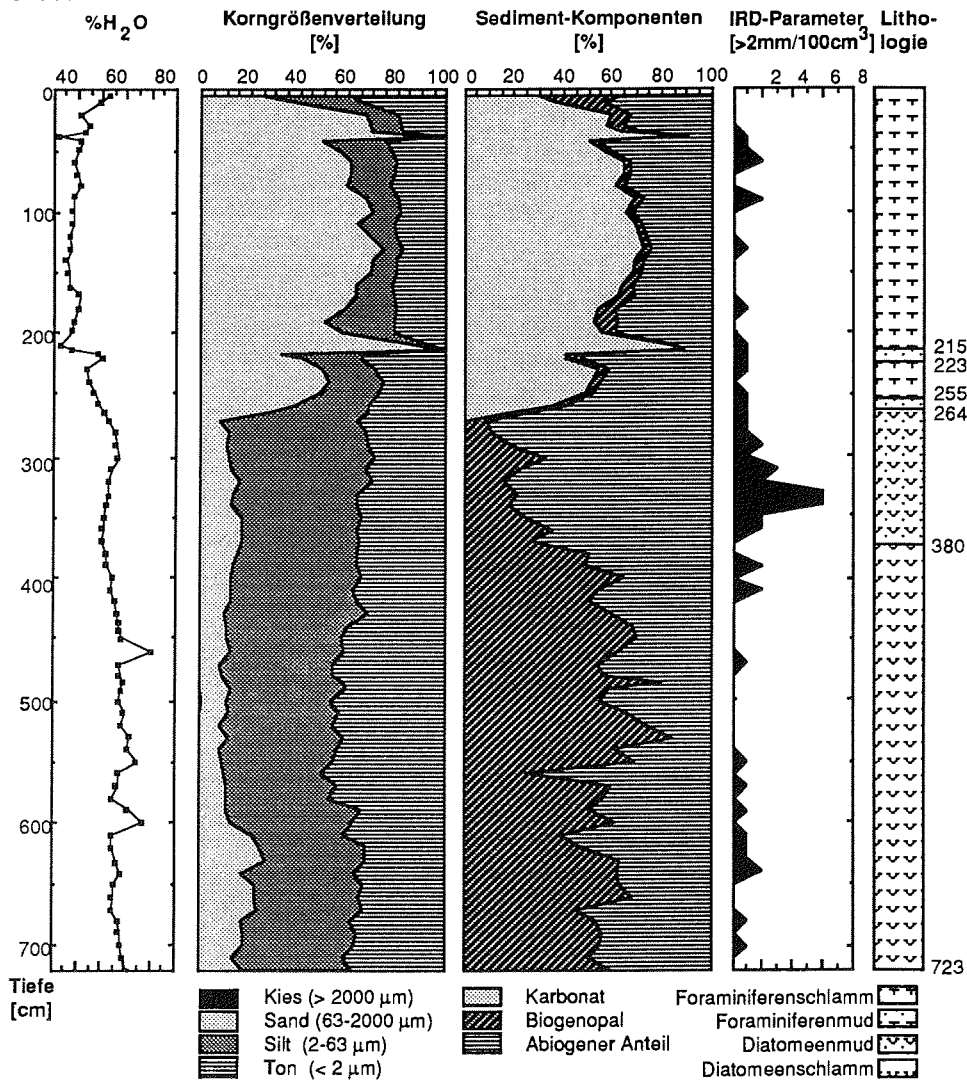 %H2O Korngrößenverteilung [%] Sediment-Komponenten [%] IRD-Parameter [>2mm/100cm3] Litho-logie
40 60 80 0 20 40 60 80 100 0 20 40 60 80 100 2 4 6 8
0
100
200
215
223
255
264
300
380
400
500
600
700
723
Tiefe [cm]
Kies (> 2000 µm)
Sand (63-2000 µm)
Silt (2-63 µm)
Ton (< 2 µm)
Karbonat
Biogenopal
Abiogener Anteil
Foraminiferenschlamm
Foraminiferenmud
Diatomeenmud
Diatomeenschlamm